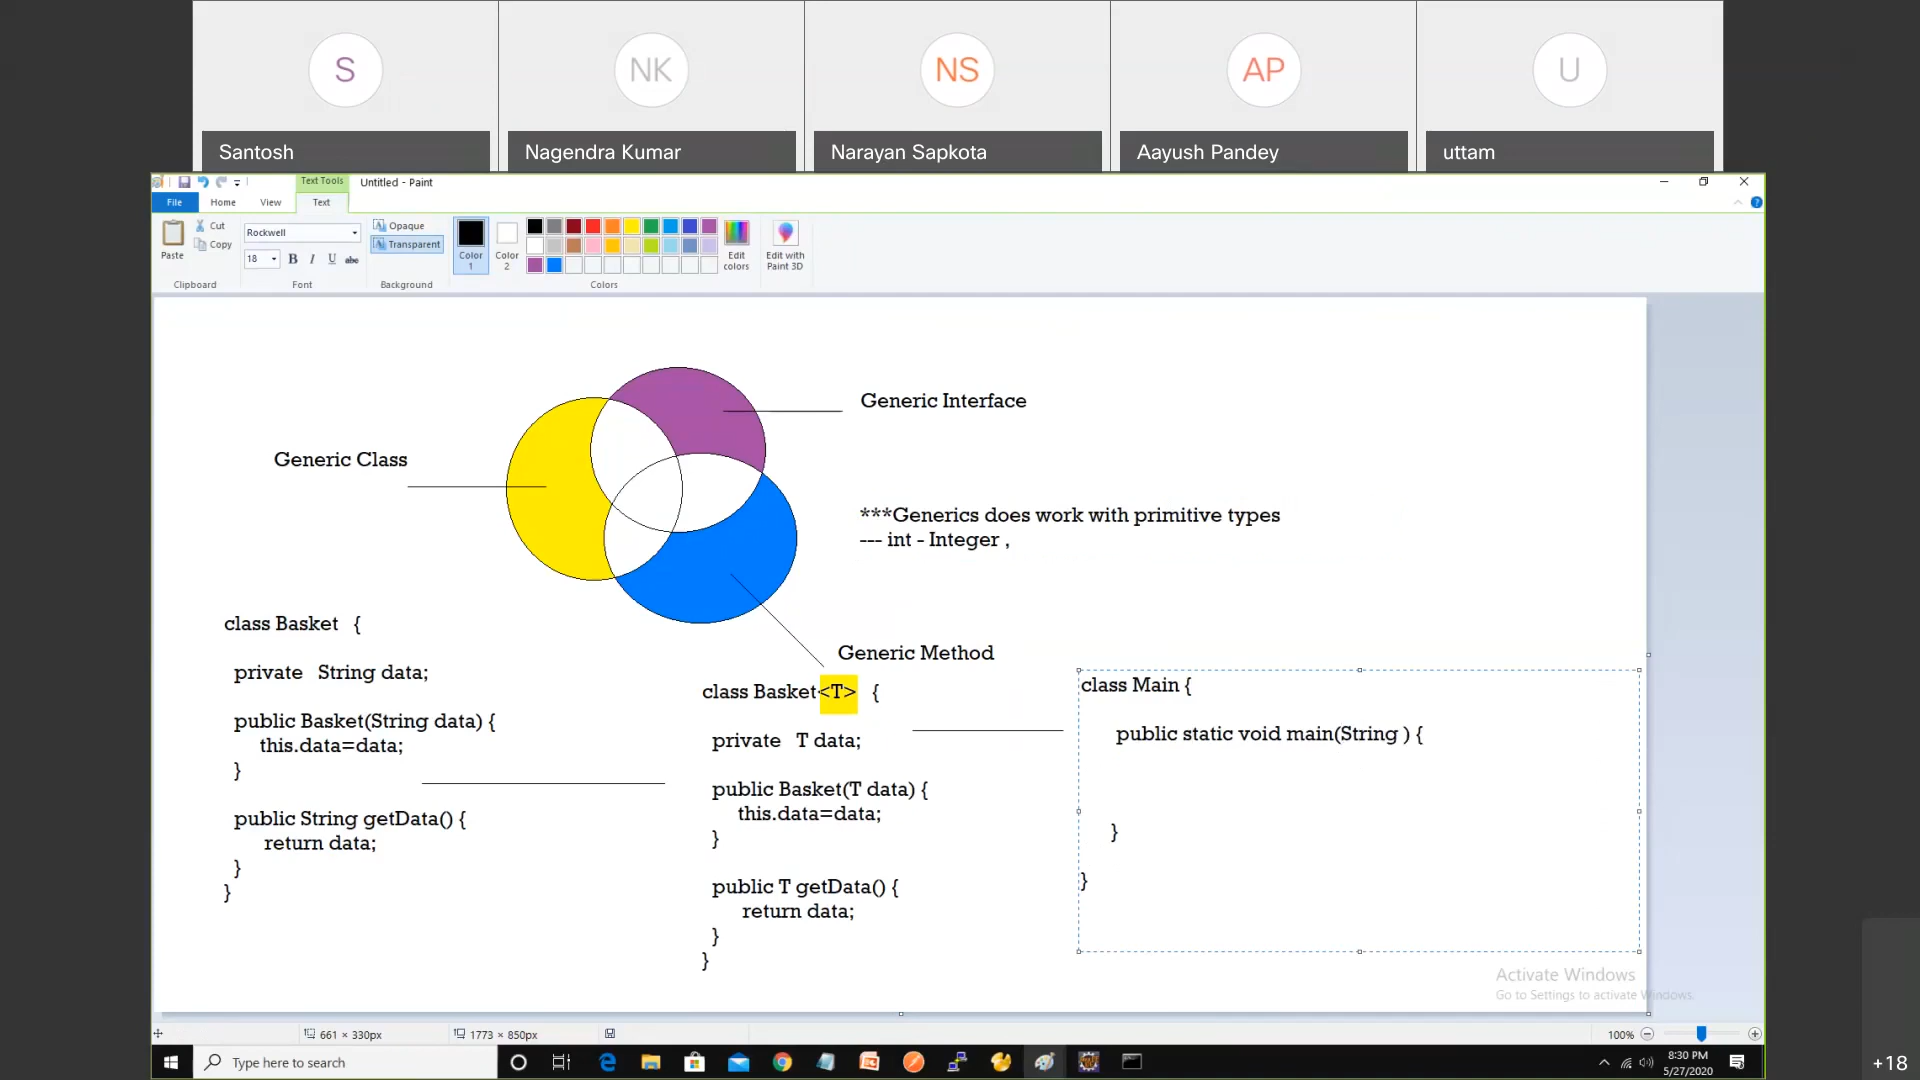 S
NK
NS
AP
U
Santosh
Nagendra Kumar
Narayan Sapkota
Aayush Pandey
uttam
Text Tools
Untitled - Paint
File
Home
View
Text
Paste
Cut
Copy
Clipboard
Rockwell
18
B I U abc
Font
Opaque
Transparent
Background
Color 1
Color 2
Colors
Edit colors
Edit with Paint 3D
Generic Interface
Generic Class
***Generics does work with primitive types
--- int - Integer ,
Generic Method
class Basket {
private String data;
public Basket(String data) {
this.data=data;
}
public String getData() {
return data;
}
}
class Basket<T> {
private T data;
public Basket(T data) {
this.data=data;
}
public T getData() {
return data;
}
}
class Main {
public static void main(String ) {
}
}
Activate Windows
Go to Settings to activate Windows.
661 × 330px
1773 × 850px
100%
Type here to search
8:30 PM
5/27/2020
+18